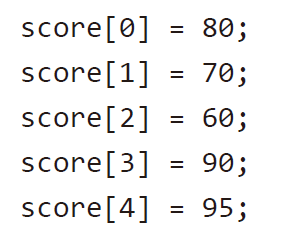 score[0] = 80;
score[1] = 70;
score[2] = 60;
score[3] = 90;
score[4] = 95;